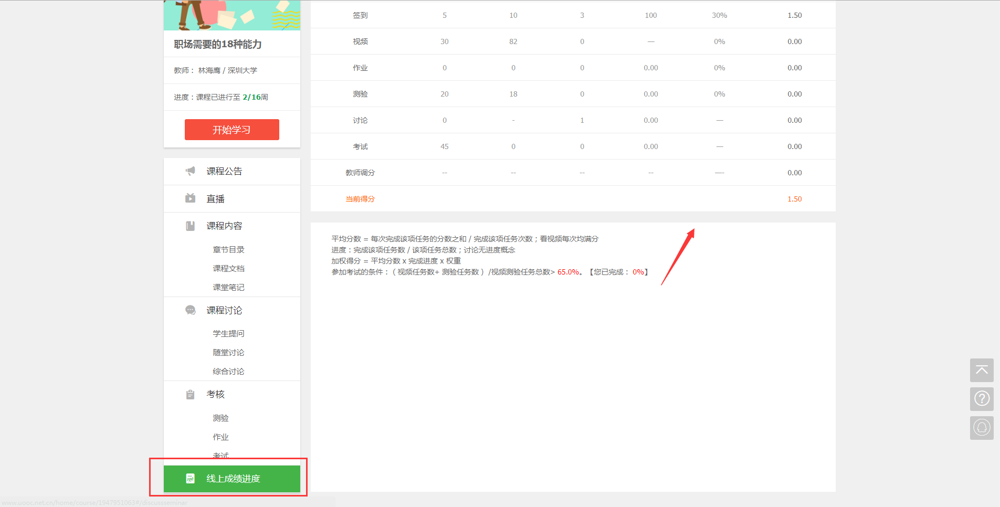 职场需要的18种能力
教师： 林海鹰 / 深圳大学
进度：课程已进行至 2/16周
开始学习
课程公告
直播
课程内容
章节目录
课程文档
课堂笔记
课程讨论
学生提问
随堂讨论
综合讨论
考核
测验
作业
考试
线上成绩进度
签到 5 10 3 100 30% 1.50
视频 30 82 0 — 0% 0.00
作业 0 0 0 0.00 0% 0.00
测验 20 18 0 0.00 0% 0.00
讨论 0 - 1 0.00 — 0.00
考试 45 0 0 0.00 — 0.00
教师调分 -- -- -- -- —- 0.00
当前得分 1.50
平均分数 = 每次完成该项任务的分数之和 / 完成该项任务次数；看视频每次均满分
进度：完成该项任务数 / 该项任务总数；讨论无进度概念
加权得分 = 平均分数 x 完成进度 x 权重
参加考试的条件：（ 视频任务数+ 测验任务数 ） /视频测验任务总数> 65.0%。【您已完成： 0%】
www.uooc.net.cn/home/course/1947951063#/discussseminar